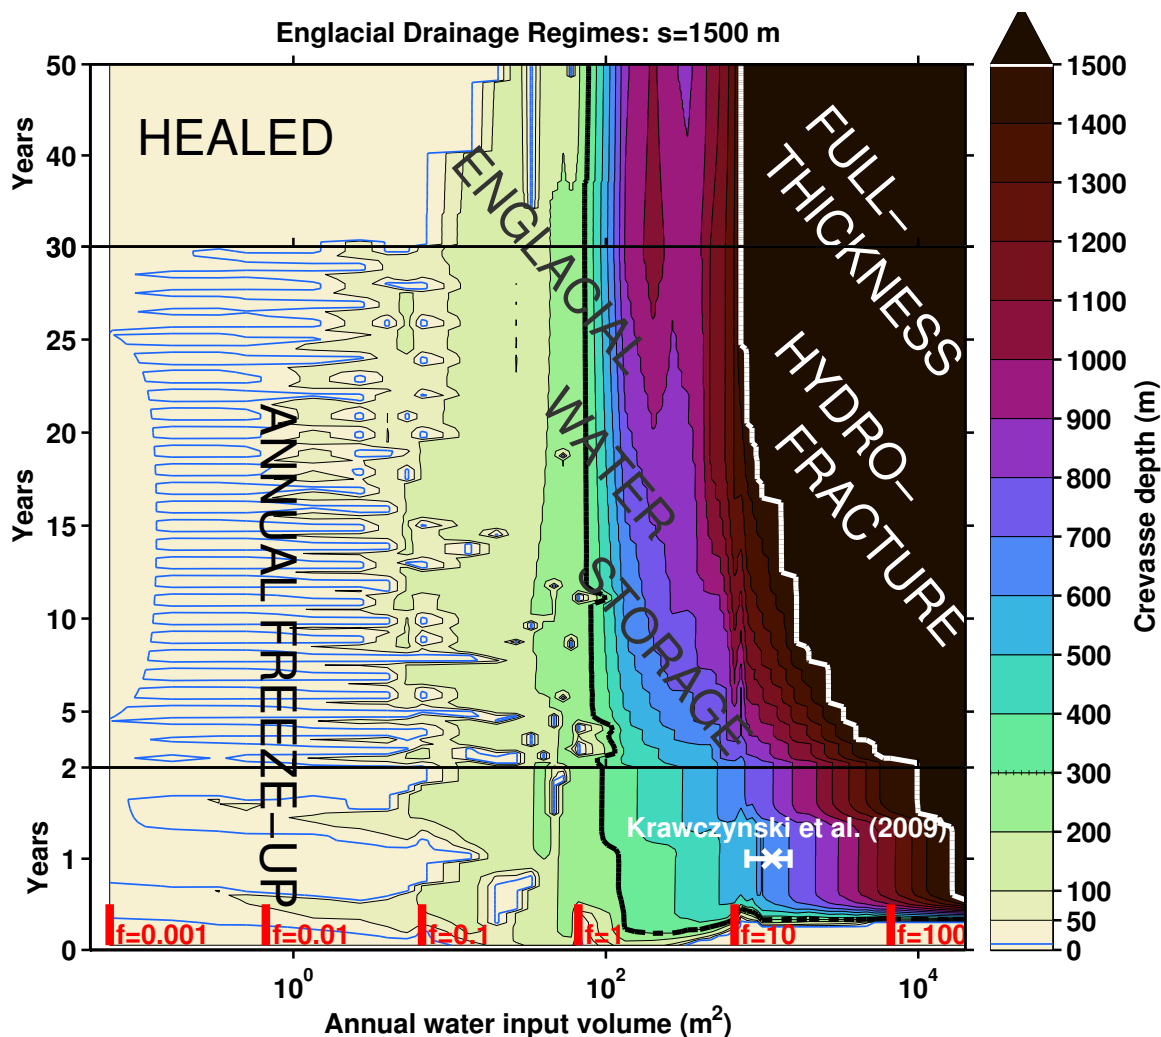 Englacial Drainage Regimes: s=1500 m
50
40
30
25
20
15
10
5
2
1
0
Years
Years
Years
HEALED
ENGLACIAL
WATER
STORAGE
FULL–
THICKNESS
HYDRO–
FRACTURE
ANNUAL FREEZE–UP
Krawczynski et al. (2009)
f=0.001
f=0.01
f=0.1
f=1
f=10
f=100
10^0
10^2
10^4
Annual water input volume (m^2)
1500
1400
1300
1200
1100
1000
900
800
700
600
500
400
300
200
100
50
0
Crevasse depth (m)